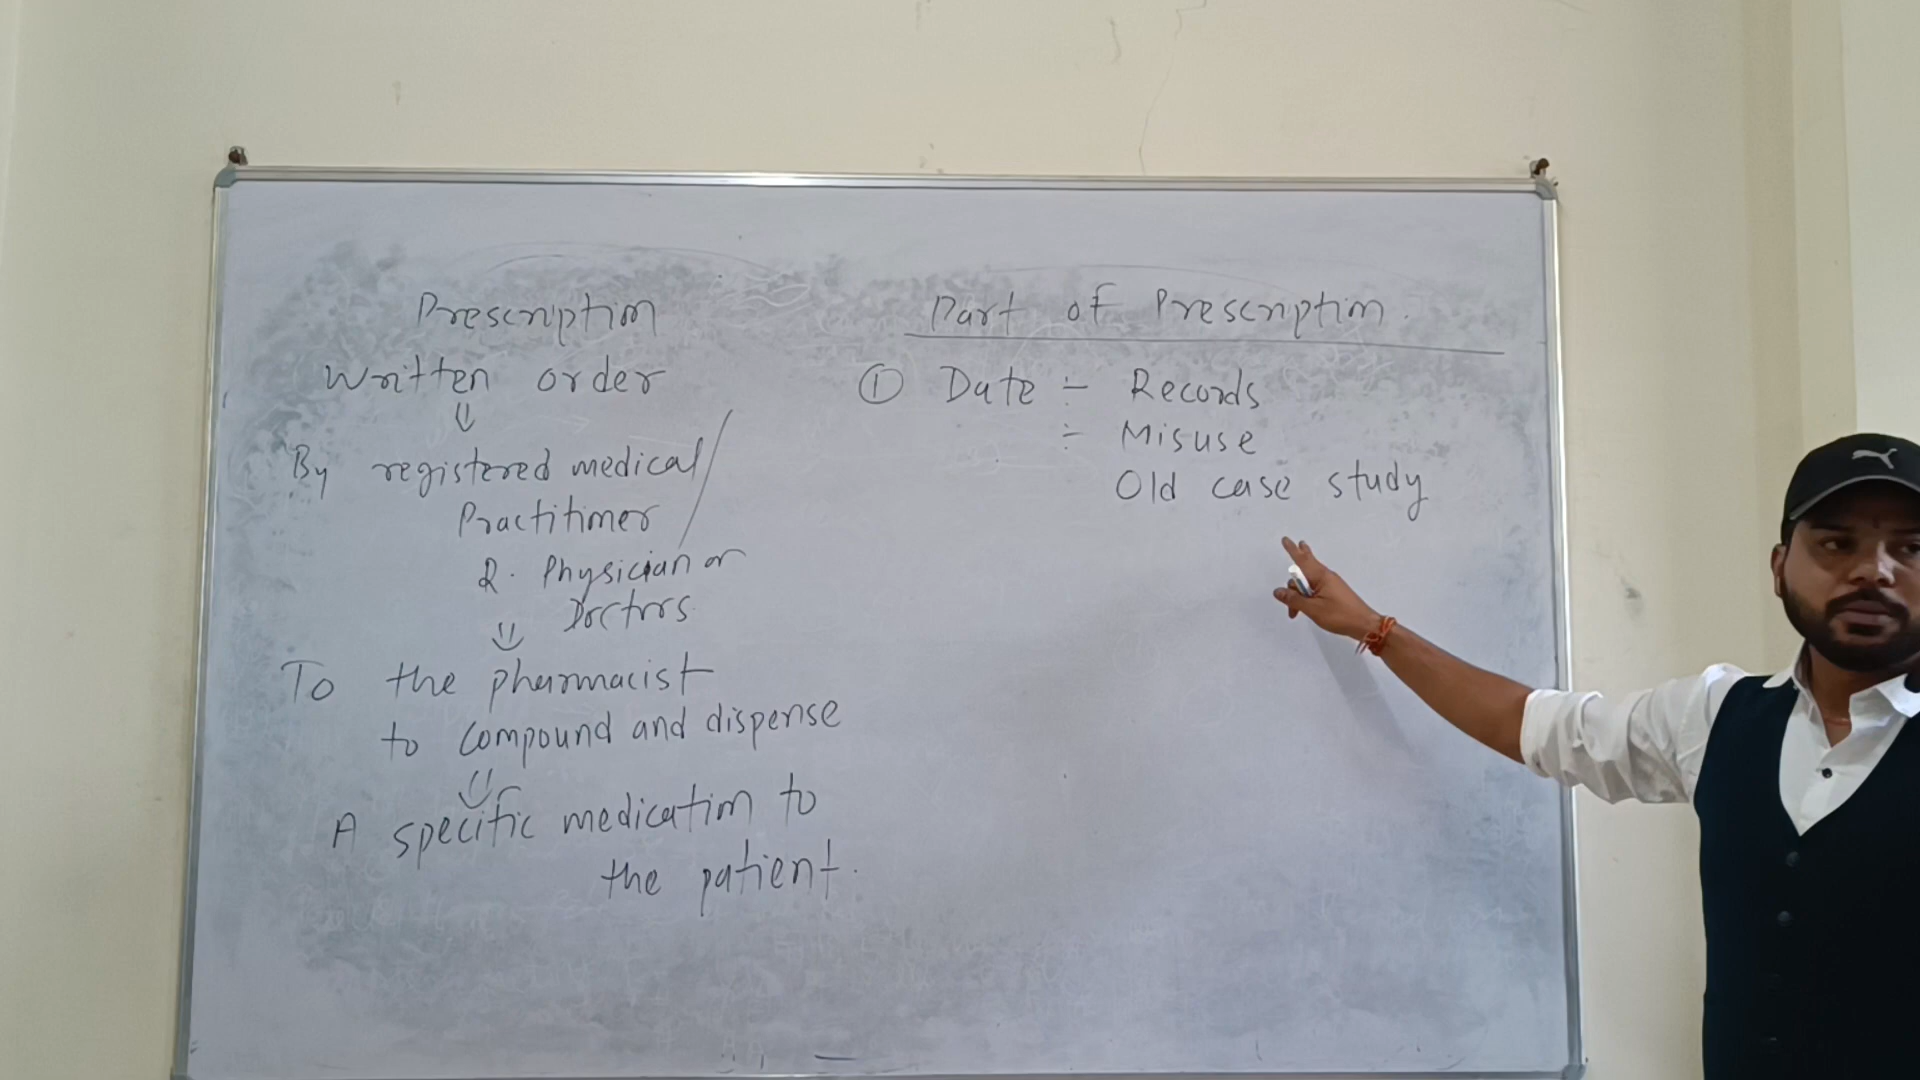 Prescription
Written order
⇓
By registered medical/
Practitioner
R. Physician or
Doctors.
⇓
To the pharmacist
to compound and dispense
⇓
A specific medication to
the patient.
Part of Prescription.
① Date :- Records
:- Misuse
Old case study